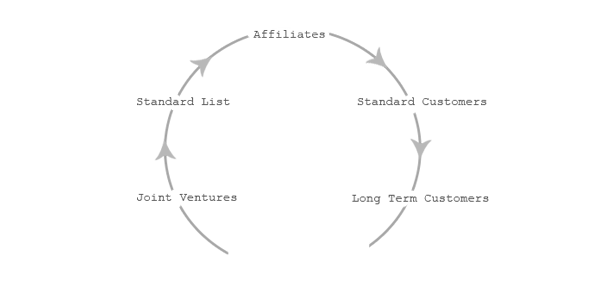 Affiliates
Standard List
Standard Customers
Joint Ventures
Long Term Customers